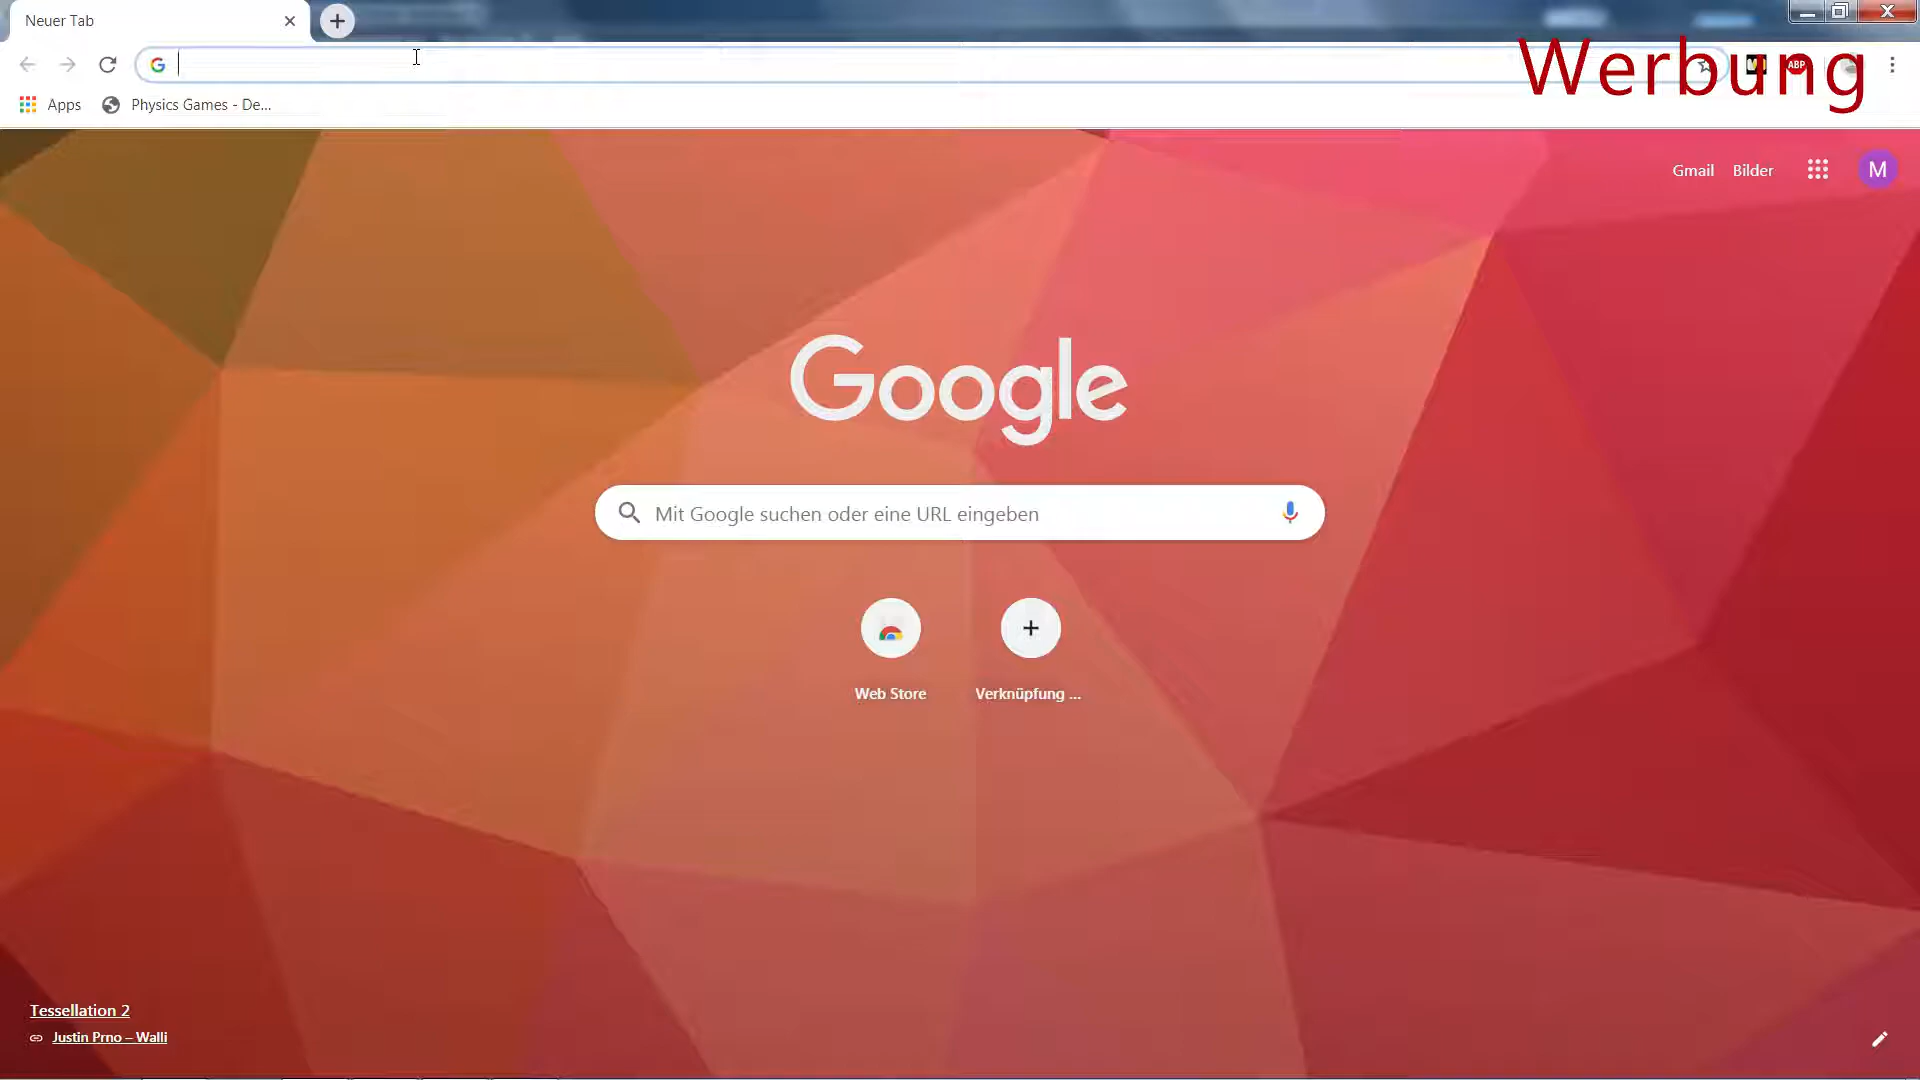 Neuer Tab
Werbung
ABP
Apps
Physics Games - De...
Gmail
Bilder
M
Google
Mit Google suchen oder eine URL eingeben
Web Store
Verknüpfung ...
Tessellation 2
Justin Prno – Walli